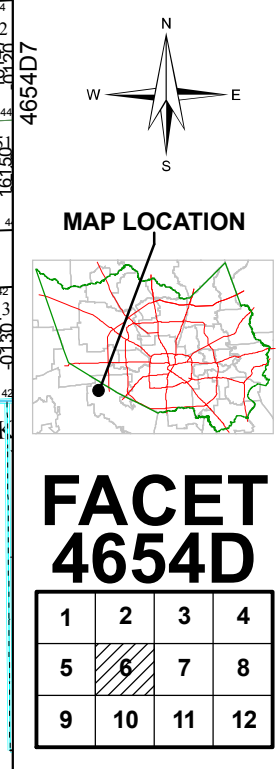 4654D7
N
W E
S
MAP LOCATION
FACET
4654D
1 2 3 4
5 6 7 8
9 10 11 12